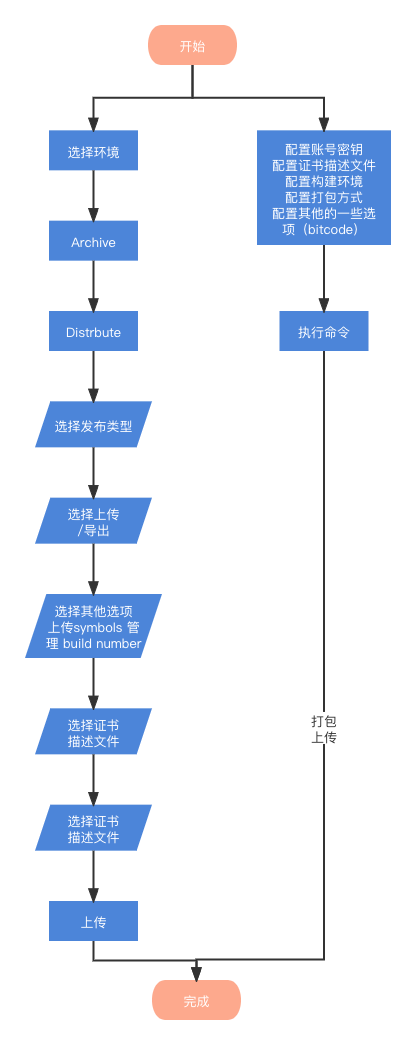 开始
选择环境
Archive
Distrbute
选择发布类型
选择上传
/导出
选择其他选项
上传symbols 管
理 build number
选择证书
描述文件
选择证书
描述文件
上传
配置账号密钥
配置证书描述文件
配置构建环境
配置打包方式
配置其他的一些选
项（bitcode）
执行命令
打包
上传
完成